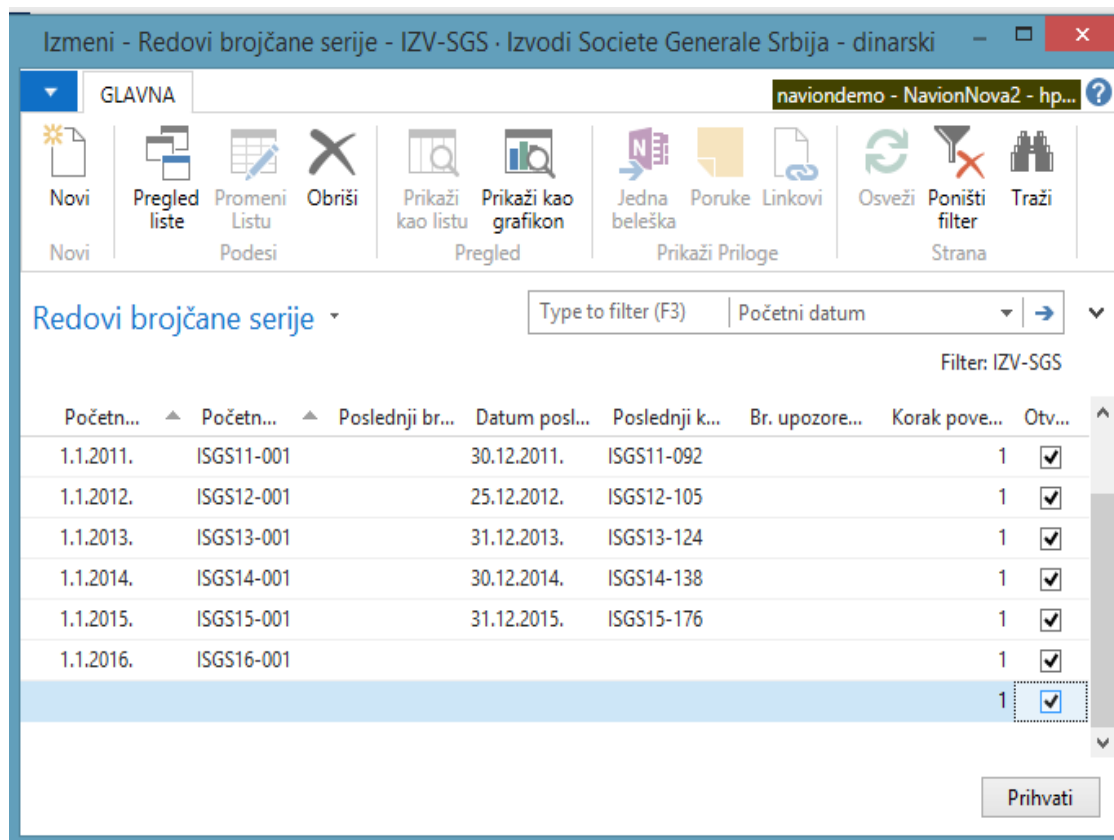 Izmeni - Redovi brojčane serije - IZV-SGS · Izvodi Societe Generale Srbija - dinarski
GLAVNA
naviondemo - NavionNova2 - hp...
Novi
Pregled liste
Promeni Listu
Obriši
Prikaži kao listu
Prikaži kao grafikon
Jedna beleška
Poruke
Linkovi
Osveži
Poništi filter
Traži
Novi
Podesi
Pregled
Prikaži Priloge
Strana
Redovi brojčane serije
Type to filter (F3)
Početni datum
Filter: IZV-SGS
Početn... Početn... Poslednji br... Datum posl... Poslednji k... Br. upozore... Korak pove... Otv...
1.1.2011. ISGS11-001 30.12.2011. ISGS11-092 1
1.1.2012. ISGS12-001 25.12.2012. ISGS12-105 1
1.1.2013. ISGS13-001 31.12.2013. ISGS13-124 1
1.1.2014. ISGS14-001 30.12.2014. ISGS14-138 1
1.1.2015. ISGS15-001 31.12.2015. ISGS15-176 1
1.1.2016. ISGS16-001 1
1
Prihvati